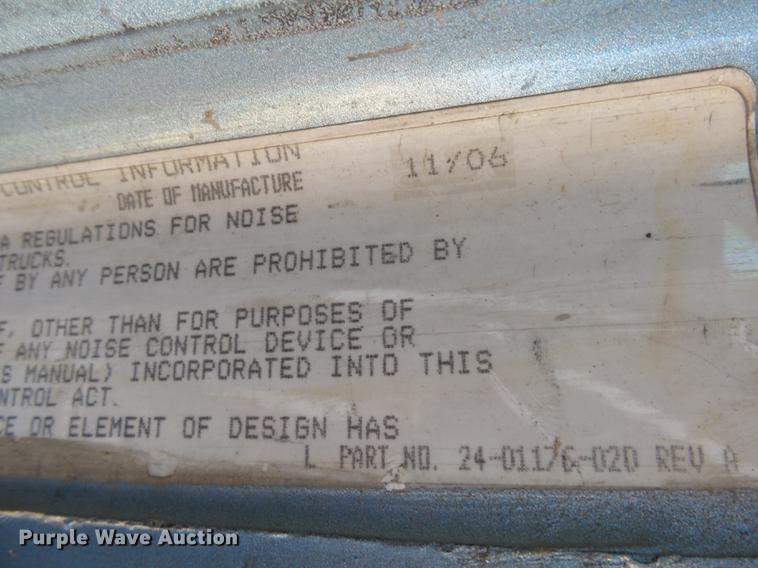 CONTROL INFORMATION
DATE OF MANUFACTURE 11/06
A REGULATIONS FOR NOISE
TRUCKS.
F BY ANY PERSON ARE PROHIBITED BY
F, OTHER THAN FOR PURPOSES OF
F ANY NOISE CONTROL DEVICE OR
S MANUAL) INCORPORATED INTO THIS
NTROL ACT.
CE OR ELEMENT OF DESIGN HAS
L PART NO. 24-01176-020 REV A
Purple Wave Auction